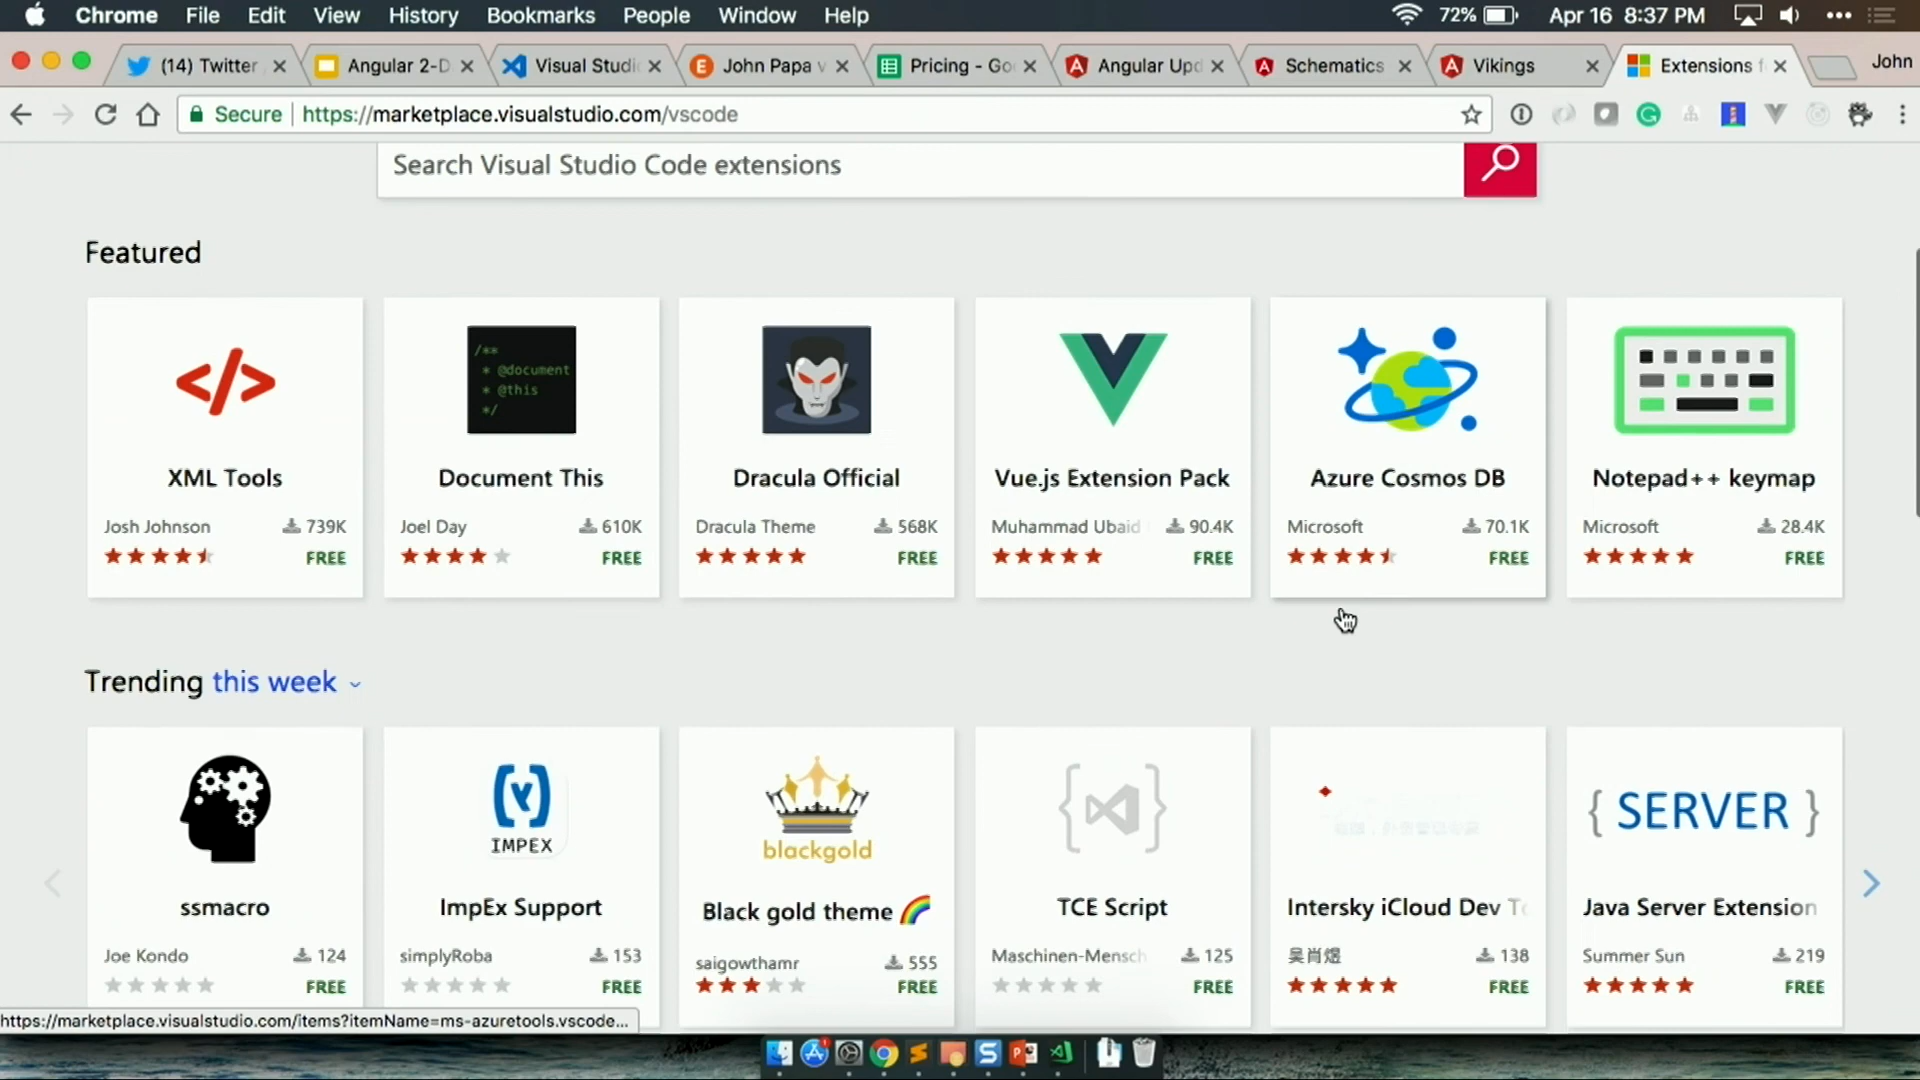 Chrome File Edit View History Bookmarks People Window Help 72% Apr 16 8:37 PM
(14) Twitter Angular 2-D Visual Studi John Papa v Pricing - Go Angular Upd Schematics Vikings Extensions f John
Secure https://marketplace.visualstudio.com/vscode
Search Visual Studio Code extensions
Featured
/**
* @document
* @this
*/
XML Tools Document This Dracula Official Vue.js Extension Pack Azure Cosmos DB Notepad++ keymap
Josh Johnson 739K Joel Day 610K Dracula Theme 568K Muhammad Ubaid 90.4K Microsoft 70.1K Microsoft 28.4K
FREE FREE FREE FREE FREE FREE
Trending this week
IMPEX blackgold { SERVER }
ssmacro ImpEx Support Black gold theme TCE Script Intersky iCloud Dev To Java Server Extension
Joe Kondo 124 simplyRoba 153 saigowthamr 555 Maschinen-Mensch 125 吴肖煜 138 Summer Sun 219
FREE FREE FREE FREE FREE FREE
https://marketplace.visualstudio.com/items?itemName=ms-azuretools.vscode...